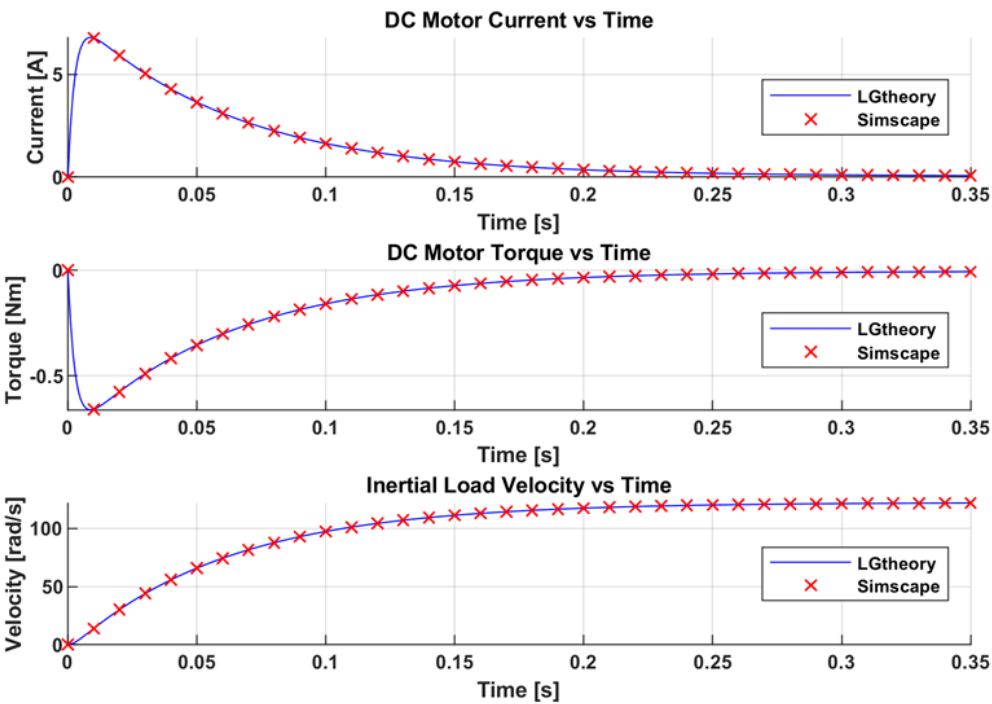 DC Motor Current vs Time
Current [A]
5
0
LGtheory
Simscape
0 0.05 0.1 0.15 0.2 0.25 0.3 0.35
Time [s]
DC Motor Torque vs Time
Torque [Nm]
0
-0.5
LGtheory
Simscape
0 0.05 0.1 0.15 0.2 0.25 0.3 0.35
Time [s]
Inertial Load Velocity vs Time
Velocity [rad/s]
100
50
0
LGtheory
Simscape
0 0.05 0.1 0.15 0.2 0.25 0.3 0.35
Time [s]